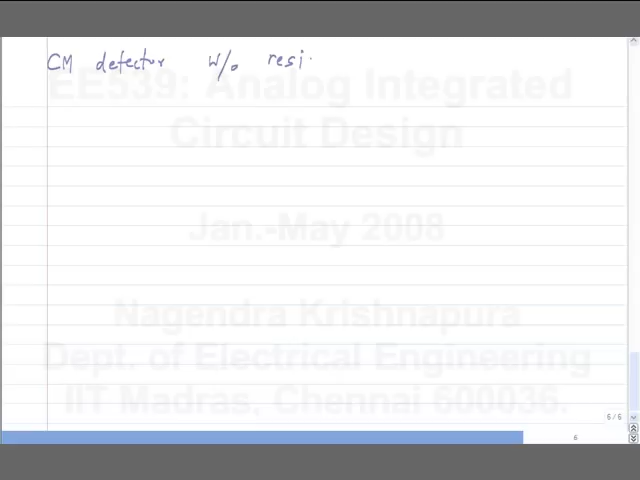 CM detector w/o resi
EE539: Analog Integrated
Circuit Design
Jan.-May 2008
Nagendra Krishnapura
Dept. of Electrical Engineering
IIT Madras, Chennai 600036.
6/6
6